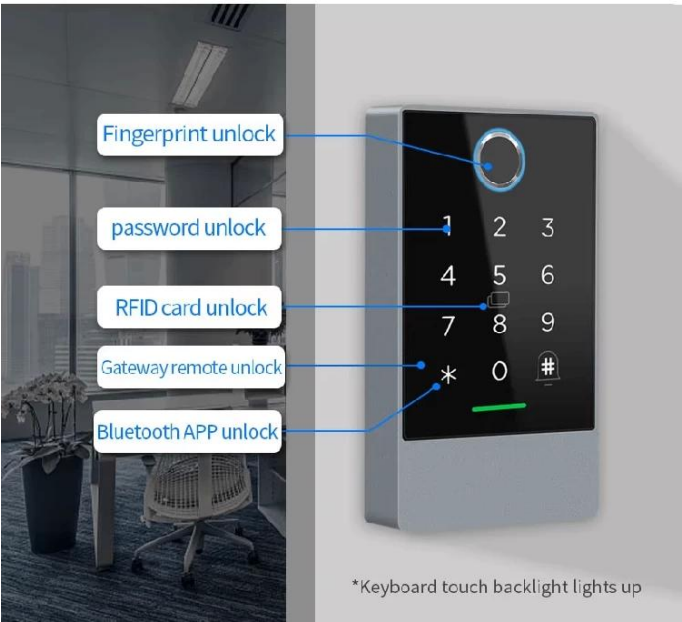 Fingerprint unlock
password unlock
RFID card unlock
Gateway remote unlock
Bluetooth APP unlock
1 2 3
4 5 6
7 8 9
* 0 #
*Keyboard touch backlight lights up